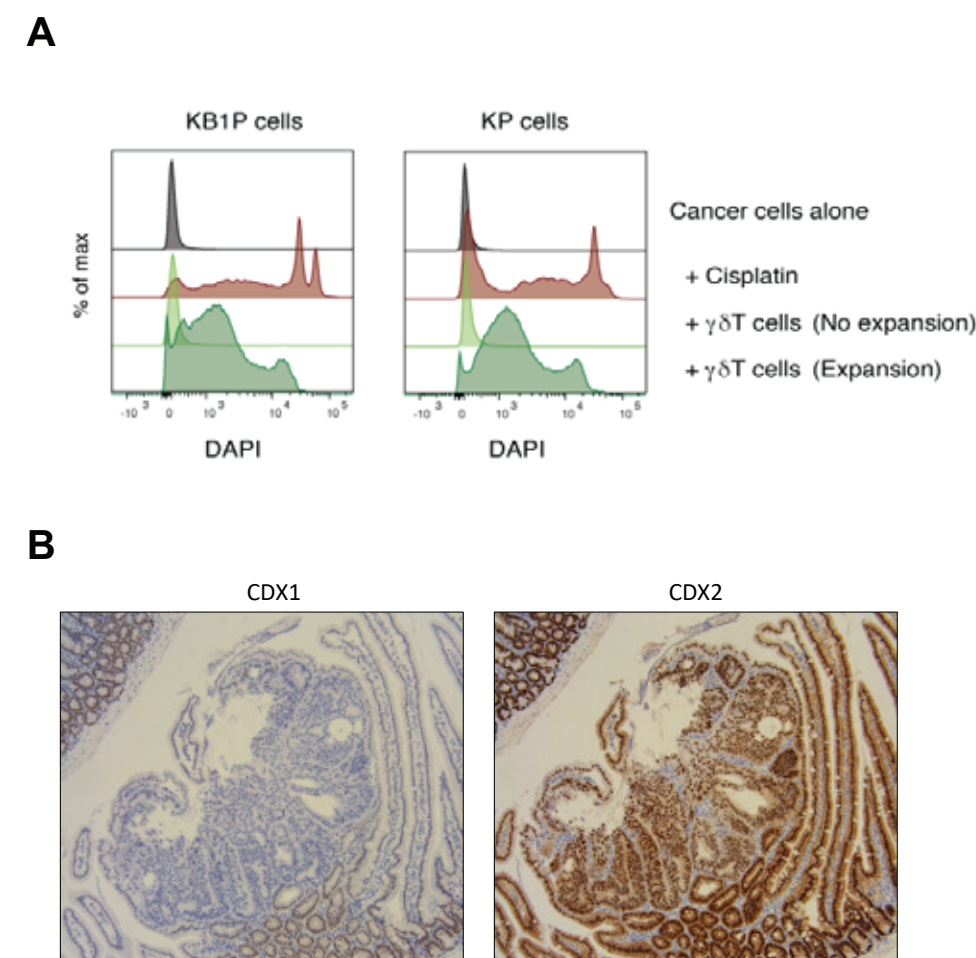 A
KB1P cells
KP cells
% of max
Cancer cells alone
+ Cisplatin
+ γδT cells (No expansion)
+ γδT cells (Expansion)
-10 3 0 10 3 10 4 10 5
-10 3 0 10 3 10 4 10 5
DAPI
DAPI
B
CDX1
CDX2